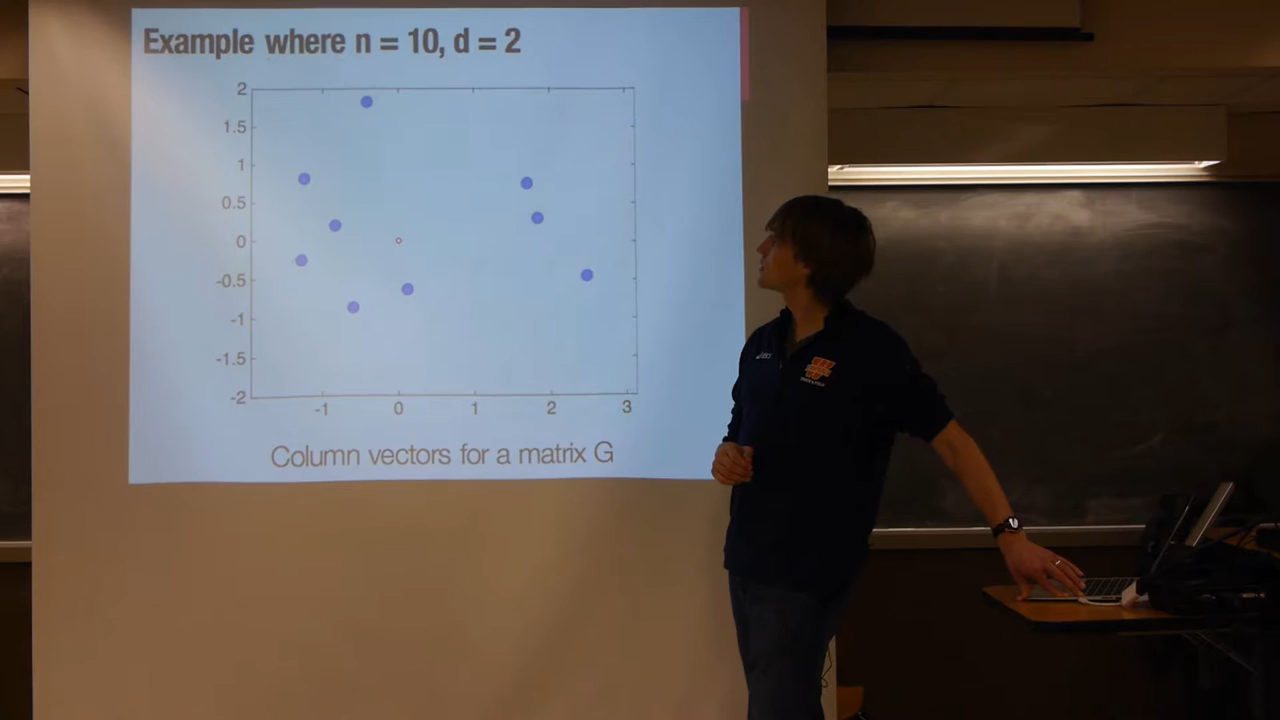 Example where n = 10, d = 2
2
1.5
1
0.5
0
-0.5
-1
-1.5
-2
-1 0 1 2 3
Column vectors for a matrix G
W